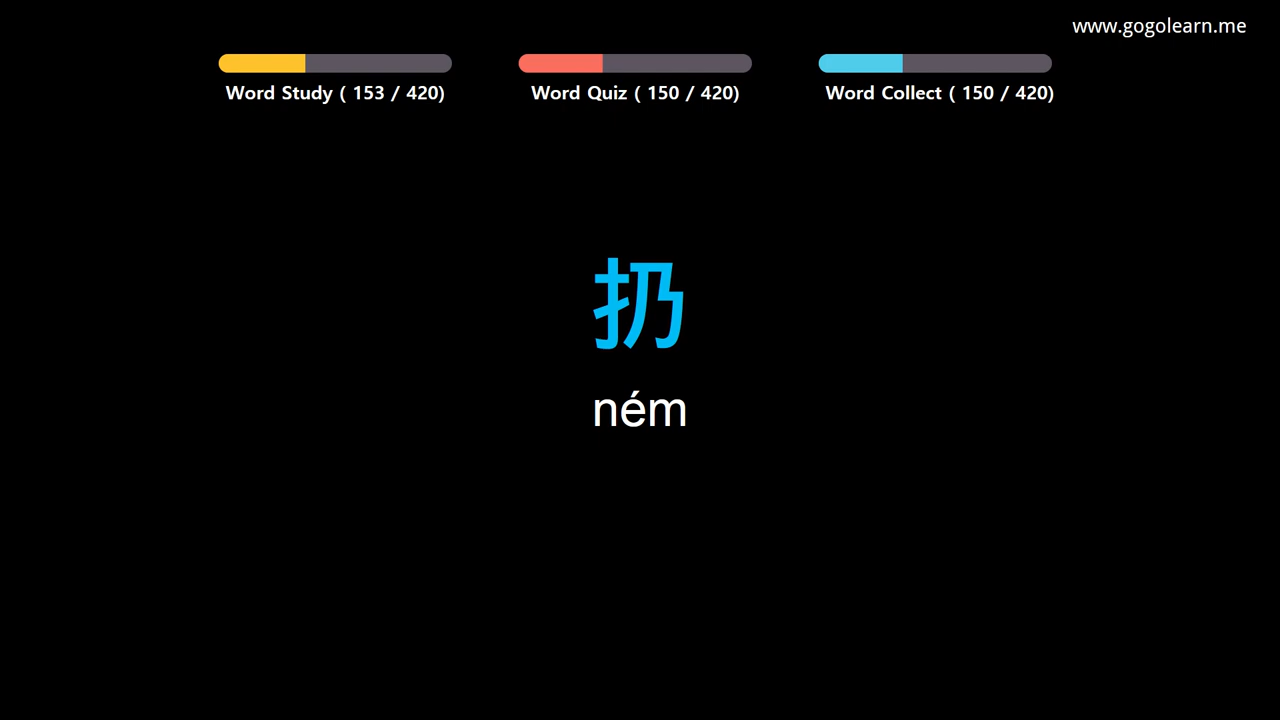 www.gogolearn.me
Word Study ( 153 / 420)
Word Quiz ( 150 / 420)
Word Collect ( 150 / 420)
扔
ném